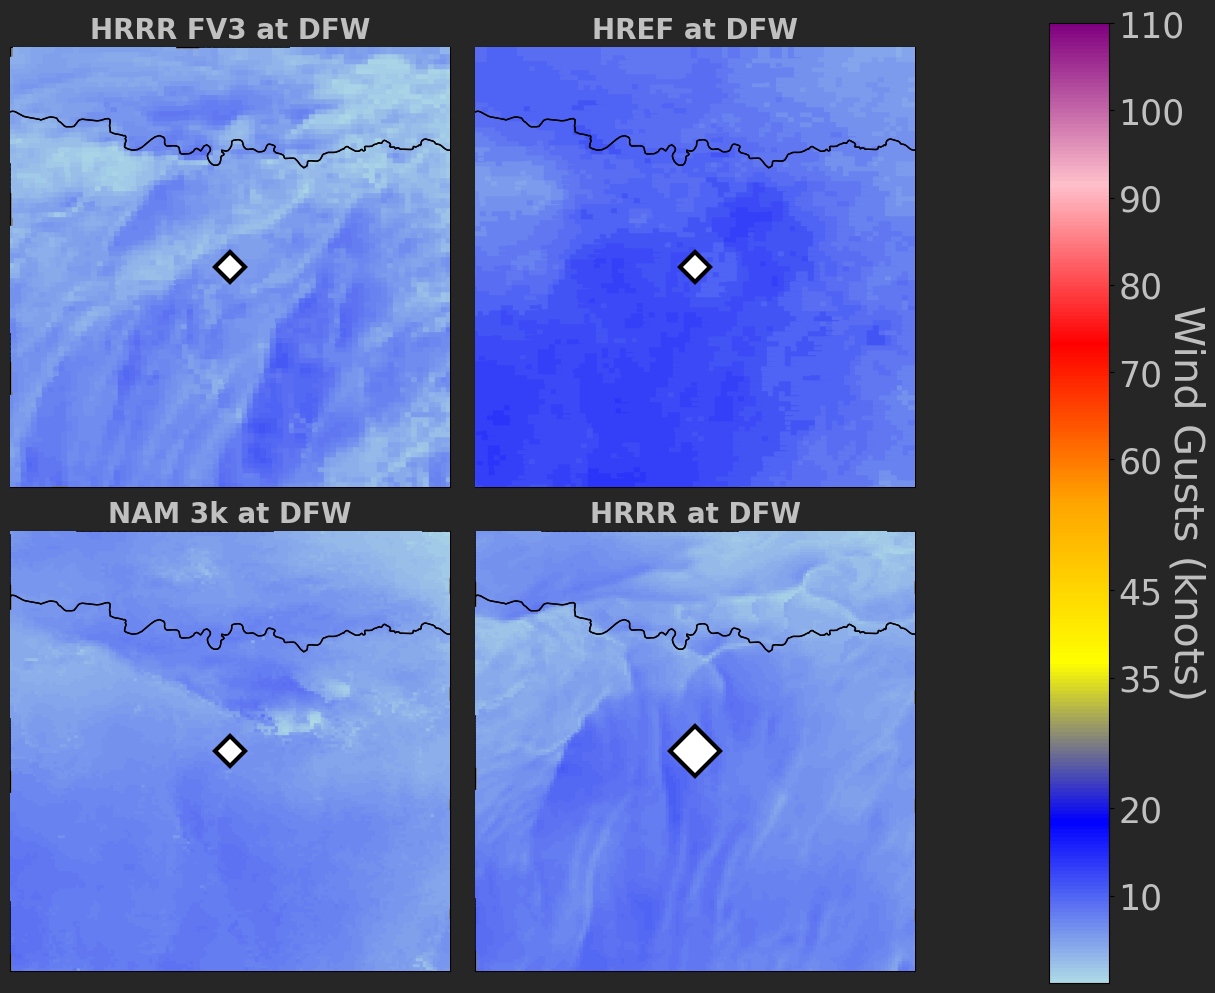 HRRR FV3 at DFW
HREF at DFW
NAM 3k at DFW
HRRR at DFW
110
100
90
80
70
60
45
35
20
10
Wind Gusts (knots)